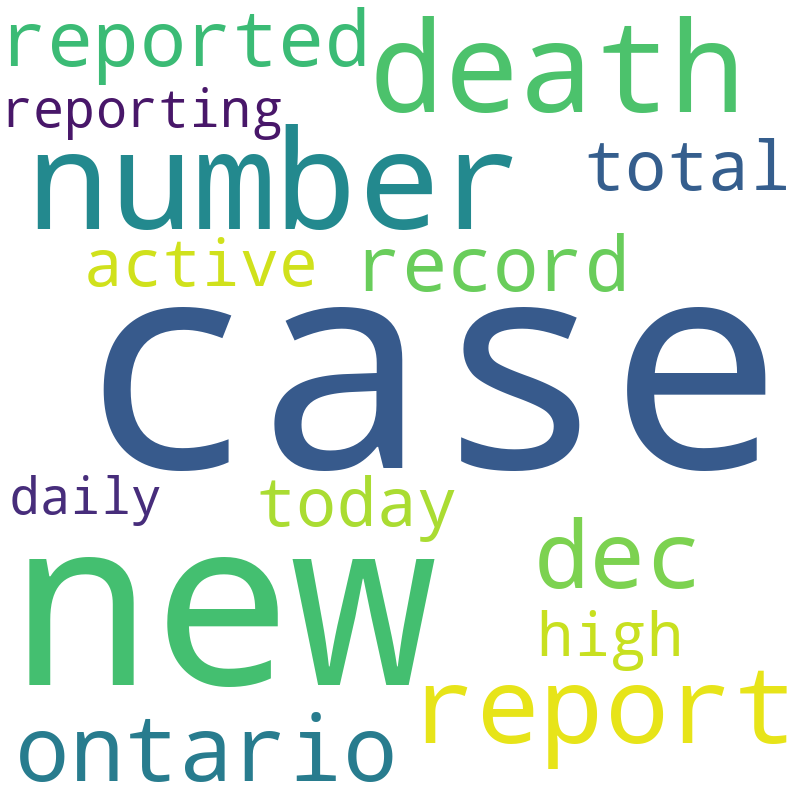 reported
death
reporting
number
total
active
record
case
daily
today
dec
new
high
report
ontario